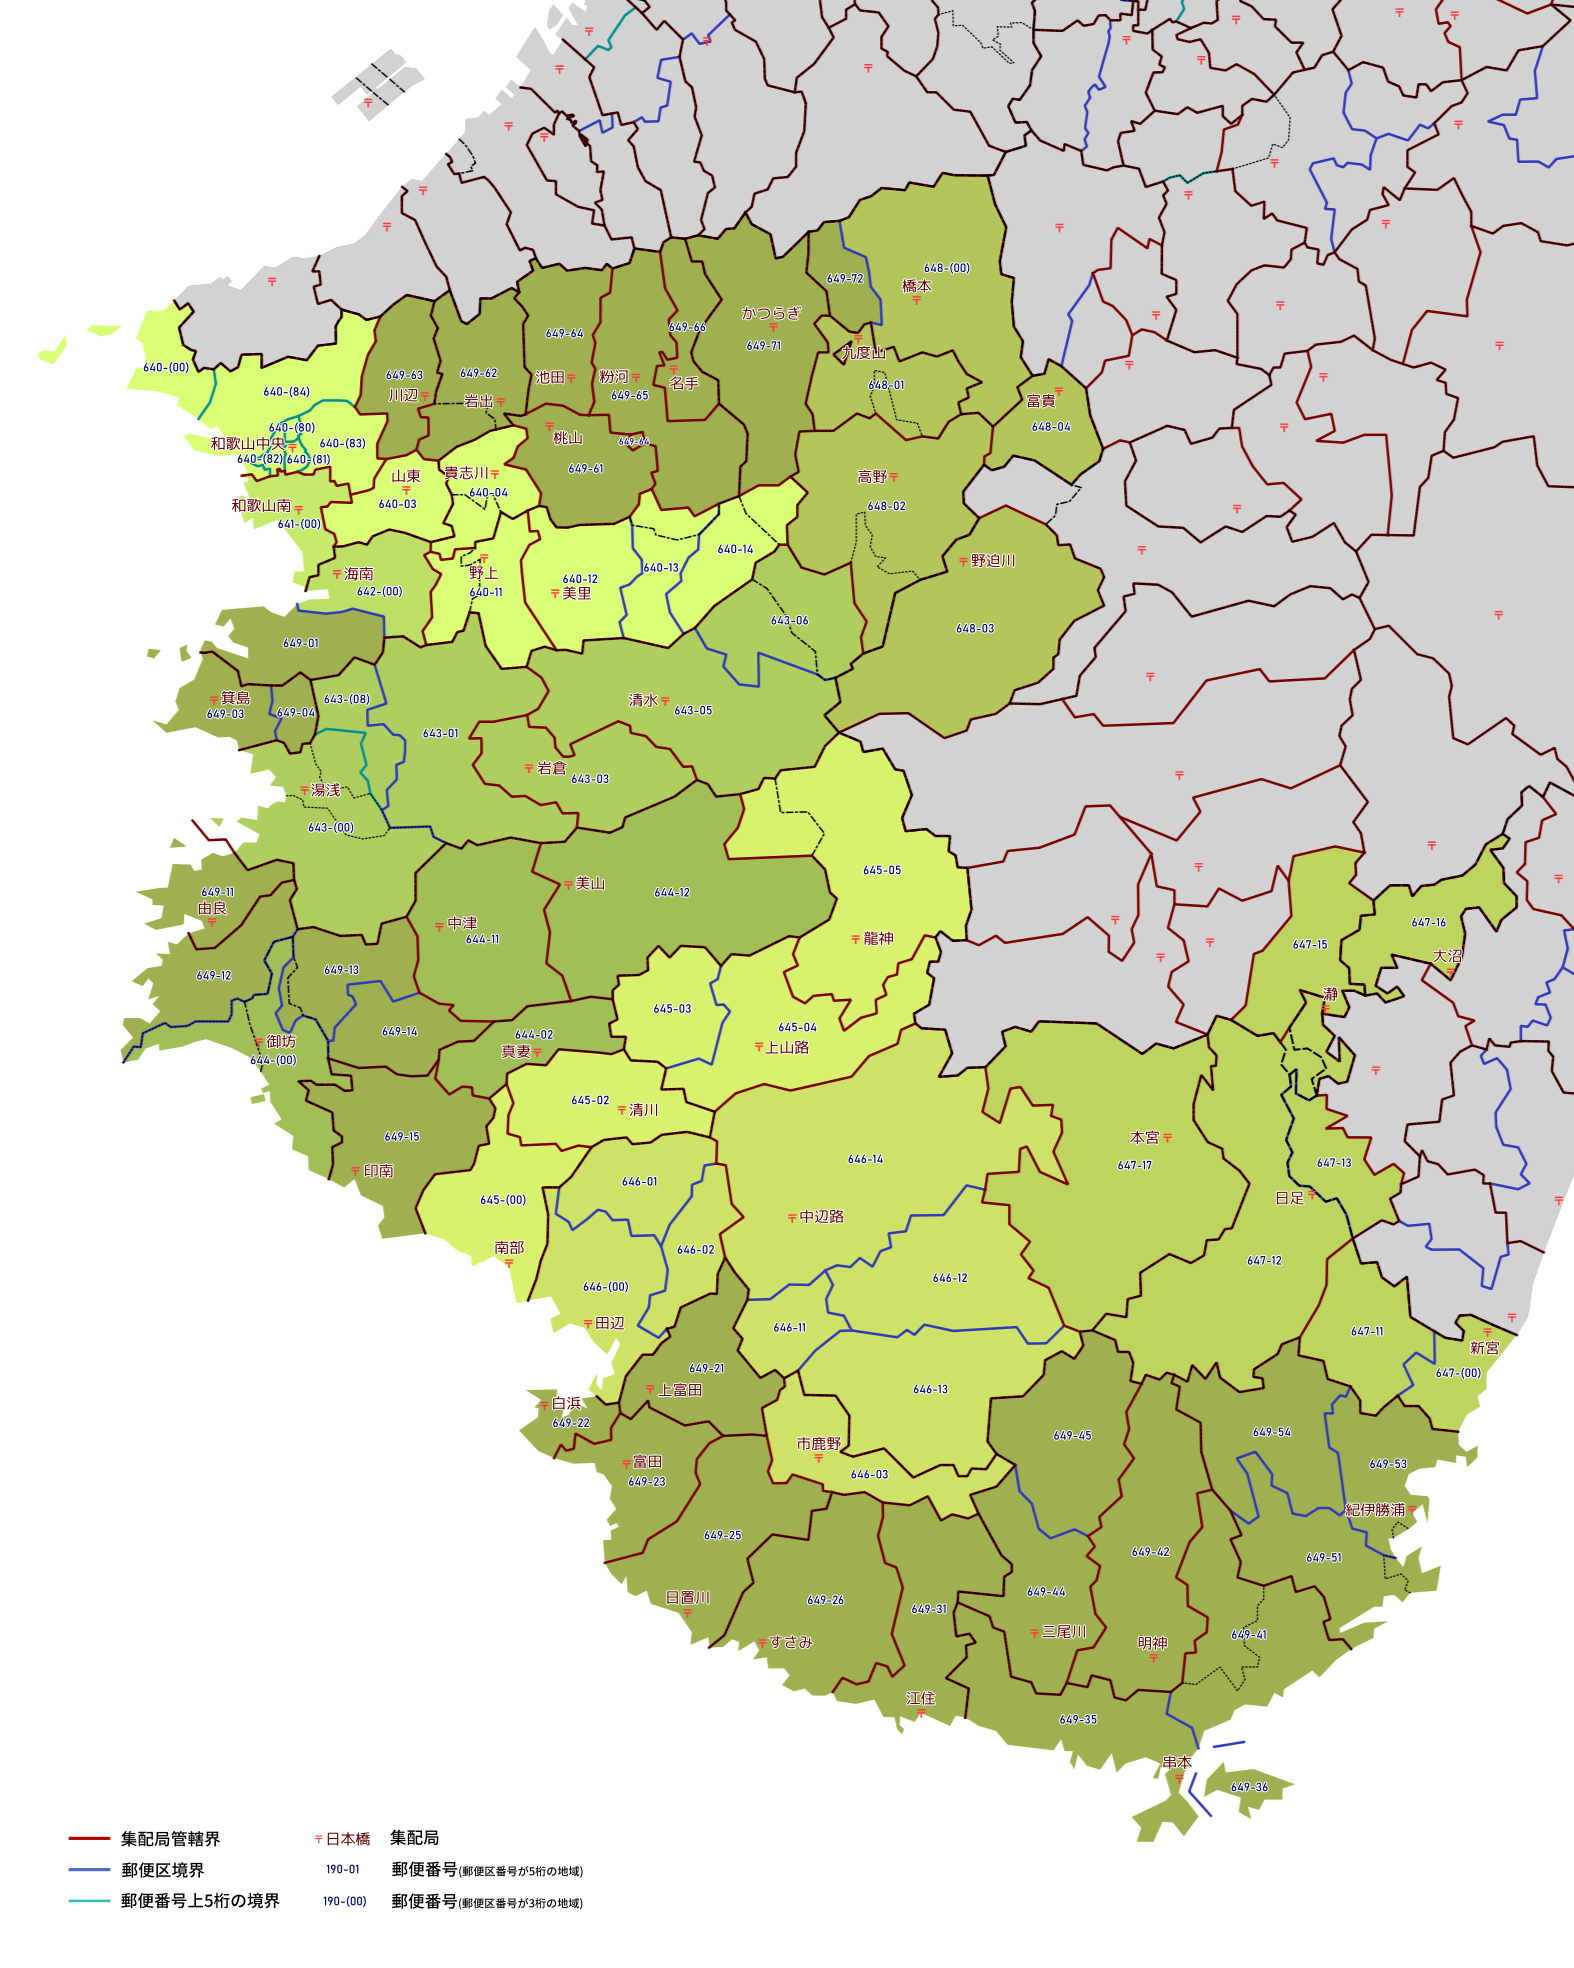 648-(00)
橋本
649-72
かつらぎ
649-66
649-71
九度山
649-64
640-(00)
649-63
649-62
池田
粉河
名手
648-01
640-(84)
川辺
岩出
649-65
富貴
648-04
640-(80)
和歌山中央
640-(83)
桃山
649-64
640-(82)
640-(81)
649-61
山東
貴志川
高野
640-03
640-04
648-02
和歌山南
641-(00)
640-14
野迫川
海南
野上
640-12
640-13
642-(00)
640-11
美里
643-06
648-03
649-01
箕島
643-(08)
清水
643-05
649-03
649-04
643-01
岩倉
643-03
湯浅
643-(00)
645-05
649-11
美山
644-12
由良
中津
644-11
龍神
647-16
647-15
大沼
649-12
649-13
瀞
645-03
645-04
649-14
644-02
御坊
真妻
上山路
644-(00)
645-02
清川
649-15
本宮
647-17
647-13
646-14
印南
646-01
日足
645-(00)
中辺路
南部
646-02
647-12
646-12
646-(00)
田辺
646-11
647-11
新宮
649-21
647-(00)
上富田
646-13
白浜
649-22
市鹿野
649-45
649-54
富田
646-03
649-53
649-23
紀伊勝浦
649-25
649-42
649-51
日置川
649-26
649-31
649-44
すさみ
三尾川
明神
649-41
江住
649-35
串本
649-36
集配局管轄界
日本橋
集配局
郵便区境界
190-01
郵便番号(郵便区番号が5桁の地域)
郵便番号上5桁の境界
190-(00)
郵便番号(郵便区番号が3桁の地域)